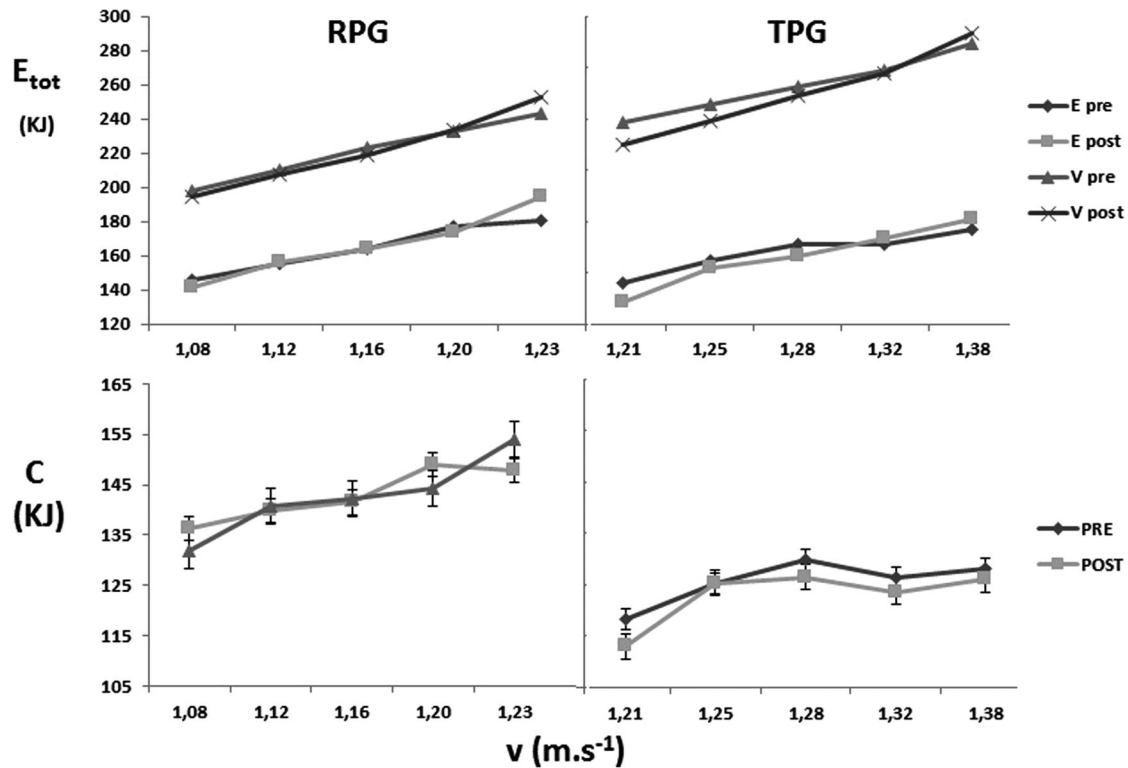 RPG
TPG
E_tot
(KJ)
300
280
260
240
220
200
180
160
140
120
E pre
E post
V pre
V post
1,08 1,12 1,16 1,20 1,23
1,21 1,25 1,28 1,32 1,38
C
(KJ)
165
155
145
135
125
115
105
PRE
POST
1,08 1,12 1,16 1,20 1,23
1,21 1,25 1,28 1,32 1,38
v (m.s⁻¹)